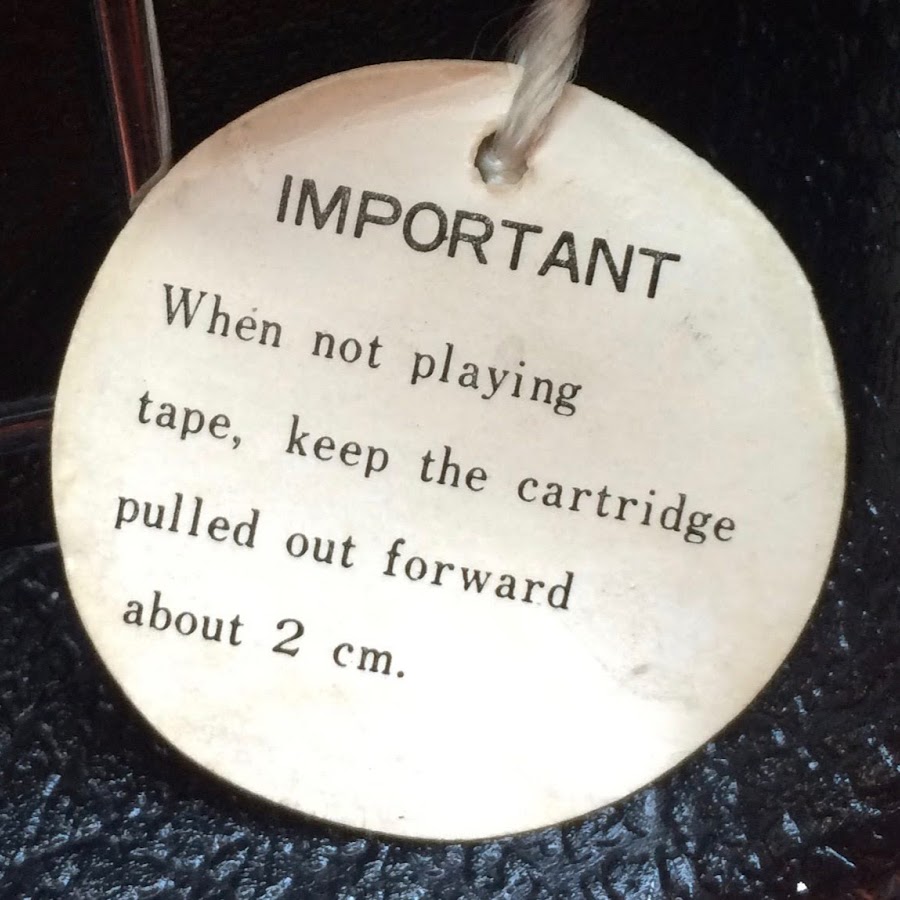 IMPORTANT
When not playing
tape, keep the cartridge
pulled out forward
about 2 cm.